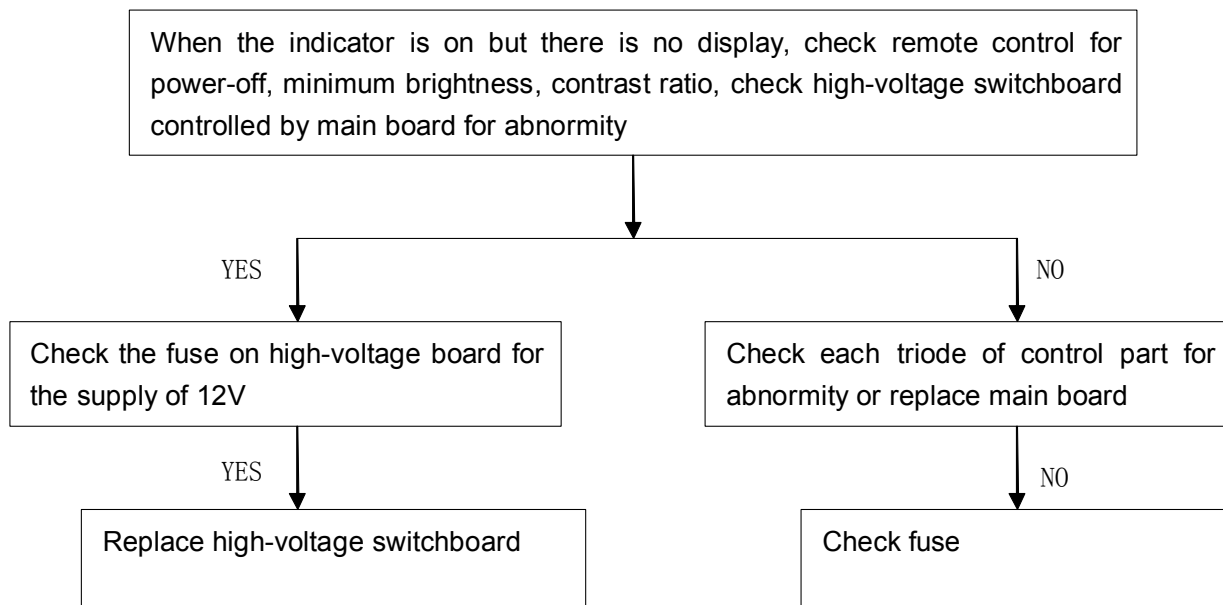 When the indicator is on but there is no display, check remote control for
power-off, minimum brightness, contrast ratio, check high-voltage switchboard
controlled by main board for abnormity
YES
NO
Check the fuse on high-voltage board for
the supply of 12V
Check each triode of control part for
abnormity or replace main board
YES
NO
Replace high-voltage switchboard
Check fuse